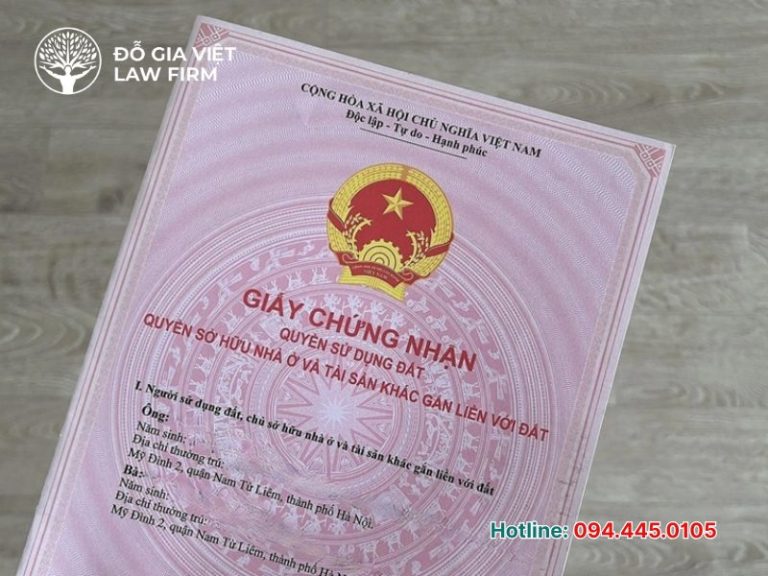 ĐỖ GIA VIỆT
LAW FIRM
CỘNG HÒA XÃ HỘI CHỦ NGHĨA VIỆT NAM
Độc lập - Tự do - Hạnh phúc
GIẤY CHỨNG NHẬN
QUYỀN SỬ DỤNG ĐẤT
QUYỀN SỞ HỮU NHÀ Ở VÀ TÀI SẢN KHÁC GẮN LIỀN VỚI ĐẤT
I. Người sử dụng đất, chủ sở hữu nhà ở và tài sản khác gắn liền với đất
Ông:
Năm sinh:
Địa chỉ thường trú:
Mỹ Đình 2, quận Nam Từ Liêm, thành phố Hà Nội.
Bà:
Năm sinh:
Địa chỉ thường trú:
Mỹ Đình 2, quận Nam Từ Liêm, thành phố Hà Nội.
Hotline: 094.445.0105